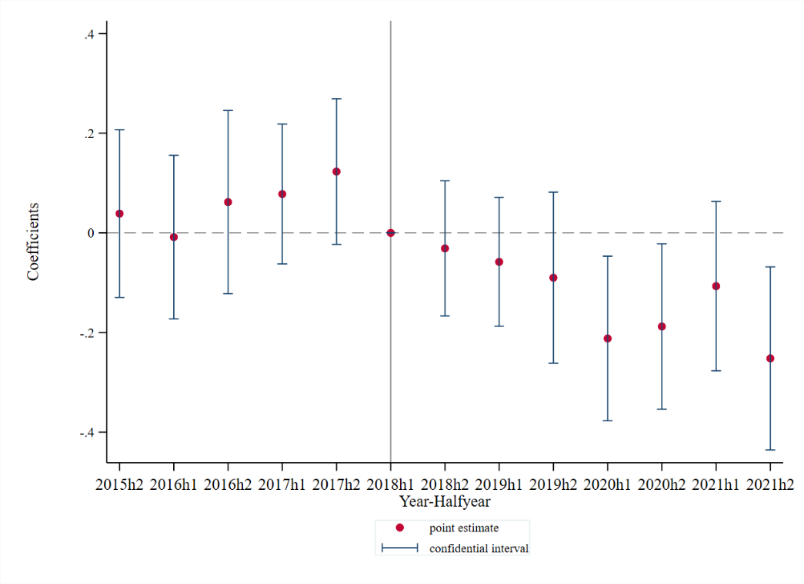 .4
.2
0
-.2
-.4
Coefficients
2015h2 2016h1 2016h2 2017h1 2017h2 2018h1 2018h2 2019h1 2019h2 2020h1 2020h2 2021h1 2021h2
Year-Halfyear
point estimate
confidential interval